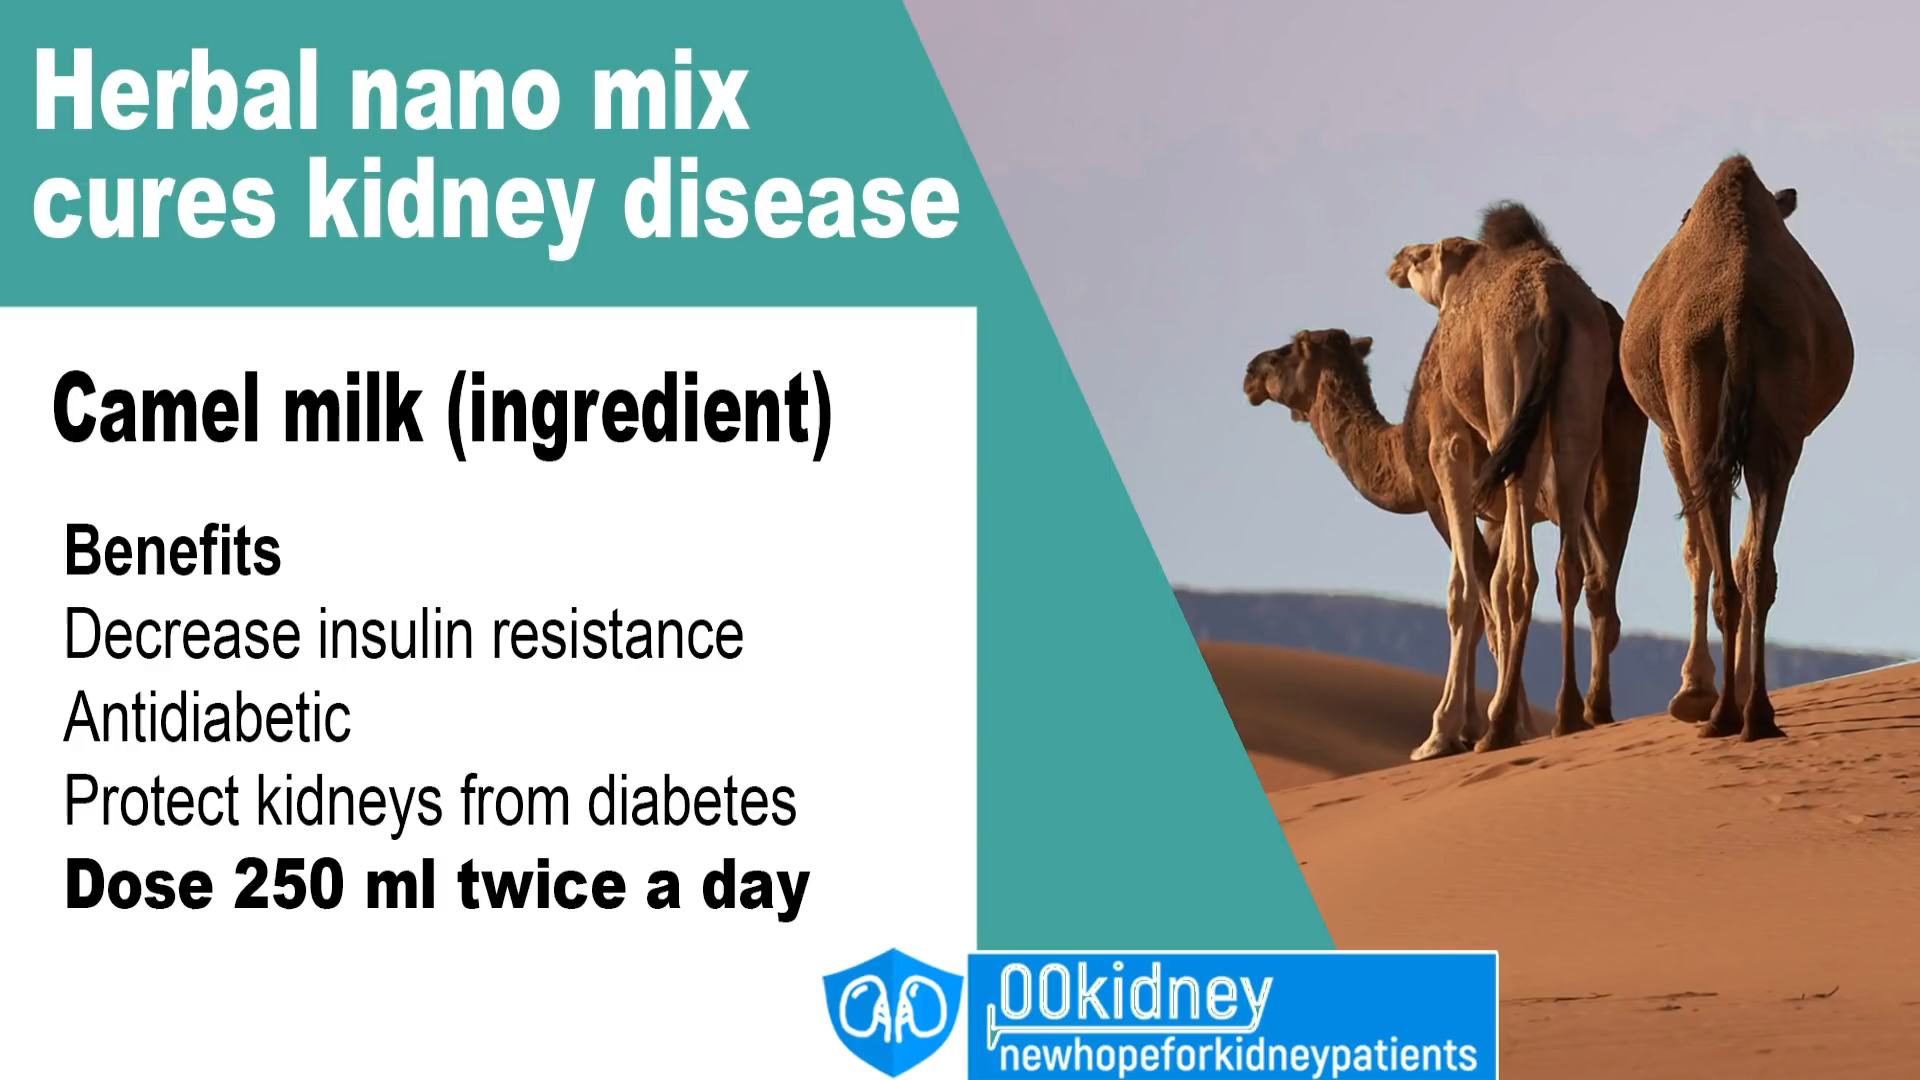 Herbal nano mix
cures kidney disease
Camel milk (ingredient)
Benefits
Decrease insulin resistance
Antidiabetic
Protect kidneys from diabetes
Dose 250 ml twice a day
00kidney
newhopeforkidneypatients